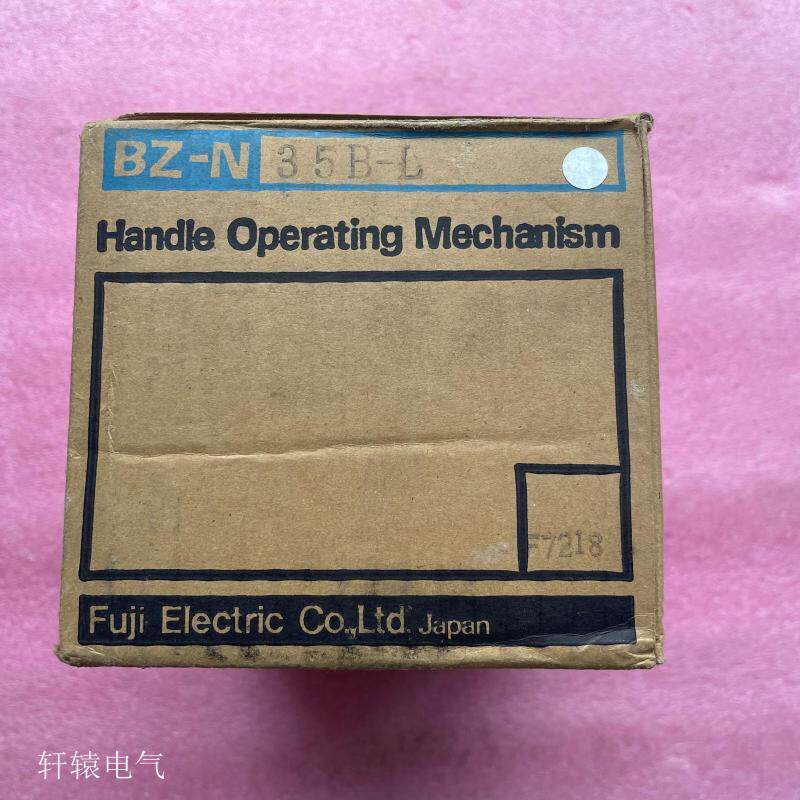 BZ-N 35B-L
Handle Operating Mechanism
F7218
Fuji Electric Co.,Ltd. Japan
轩辕电气